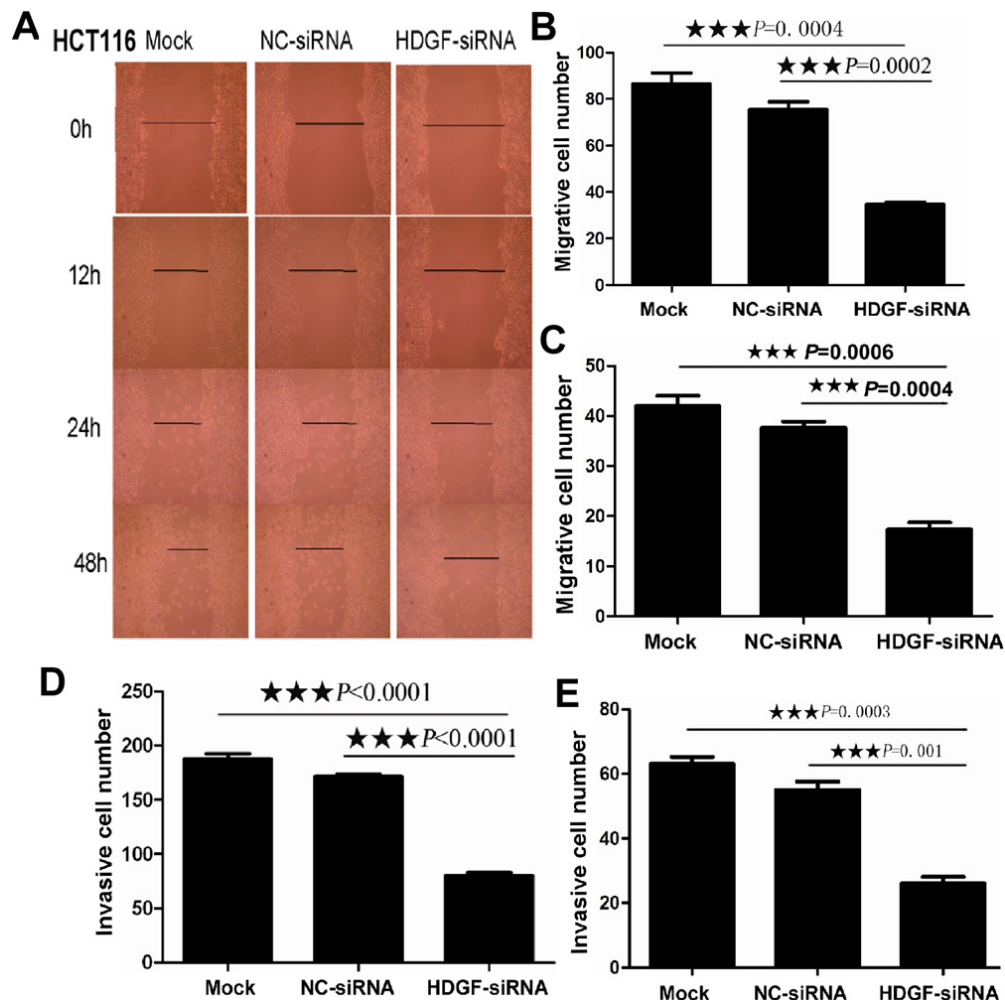 A
HCT116 Mock NC-siRNA HDGF-siRNA
0h
12h
24h
48h
B
★★★P=0.0004
★★★P=0.0002
Migrative cell number
100
80
60
40
20
0
Mock NC-siRNA HDGF-siRNA
C
★★★ P=0.0006
★★★ P=0.0004
Migrative cell number
50
40
30
20
10
0
Mock NC-siRNA HDGF-siRNA
D
★★★P<0.0001
★★★P<0.0001
Invasive cell number
250
200
150
100
50
0
Mock NC-siRNA HDGF-siRNA
E
★★★P=0.0003
★★★P=0.001
Invasive cell number
80
60
40
20
0
Mock NC-siRNA HDGF-siRNA